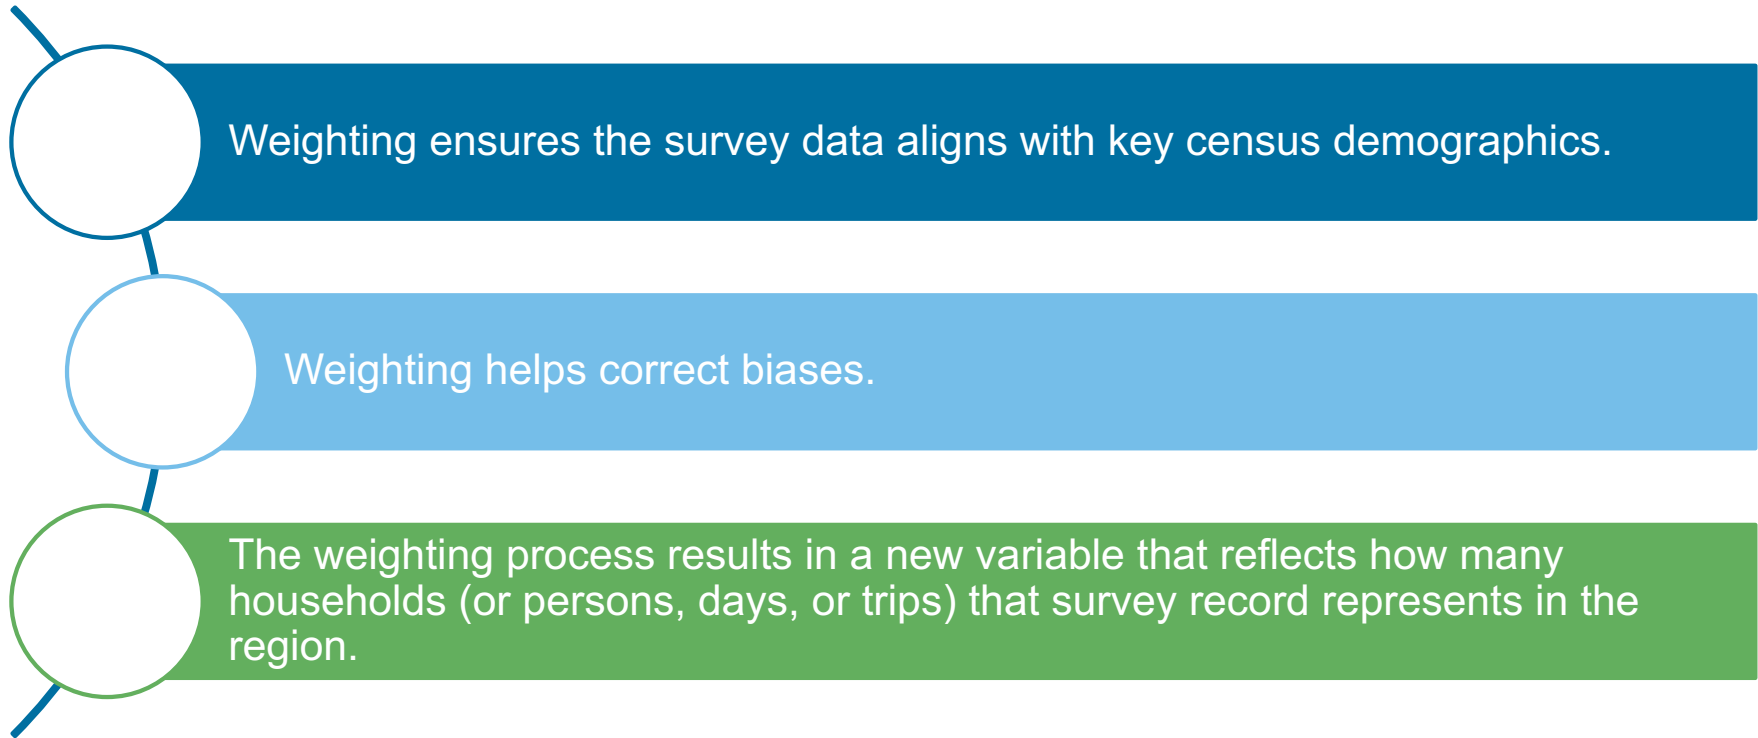 Weighting ensures the survey data aligns with key census demographics.
Weighting helps correct biases.
The weighting process results in a new variable that reflects how many
households (or persons, days, or trips) that survey record represents in the
region.